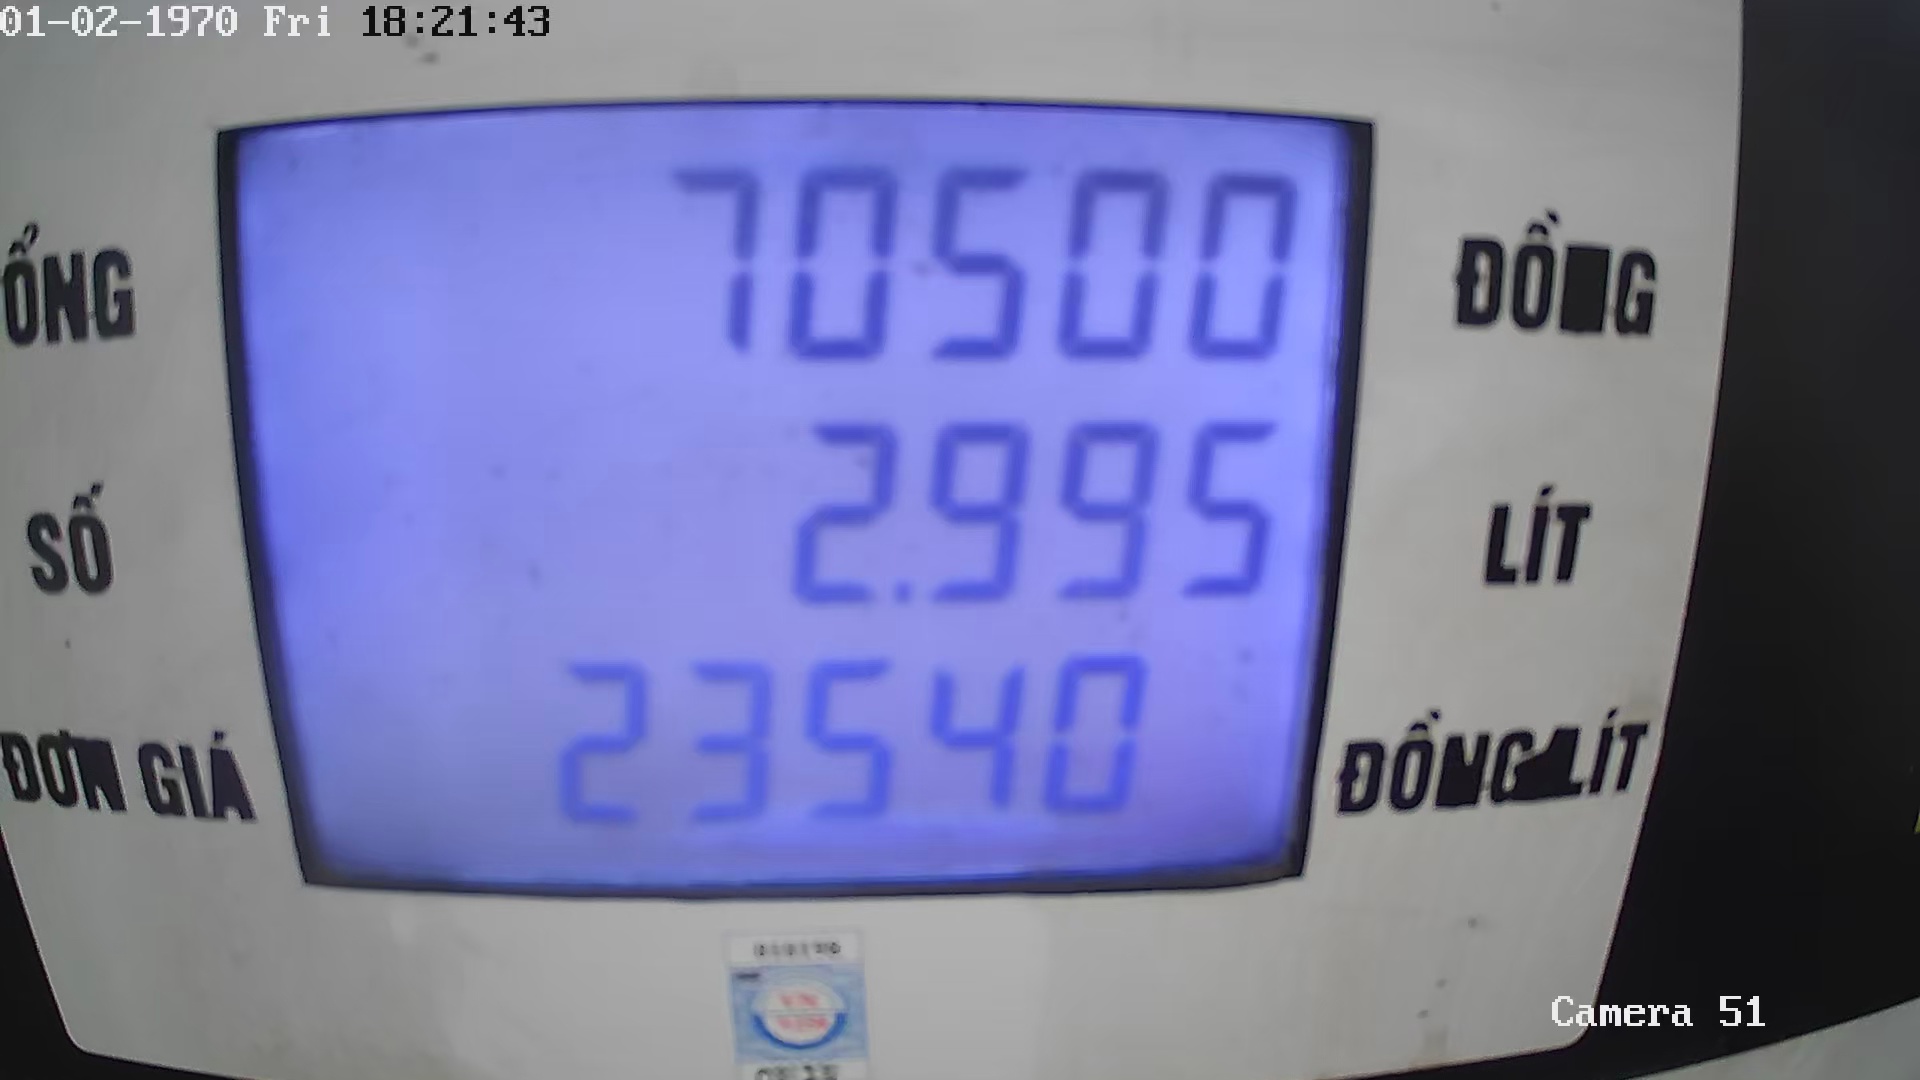 01-02-1970 Fri 18:21:43
70500
ỔNG ĐỒNG
2.995
SỐ LÍT
23540
ĐƠN GIÁ ĐỒNG/LÍT
VN
Camera 51